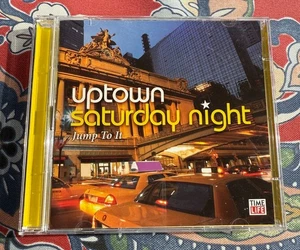 uptown
saturday night
Jump To It
TIME
LIFE